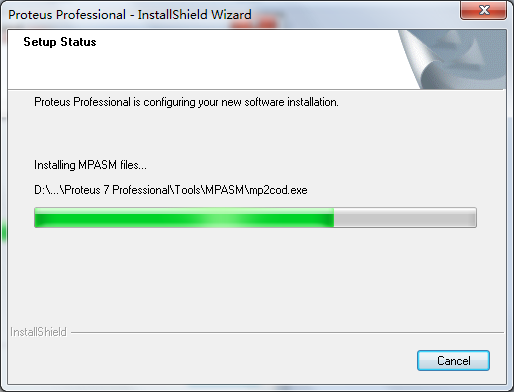 Proteus Professional - InstallShield Wizard
Setup Status
Proteus Professional is configuring your new software installation.
Installing MPASM files...
D:\...\Proteus 7 Professional\Tools\MPASM\mp2cod.exe
InstallShield
Cancel